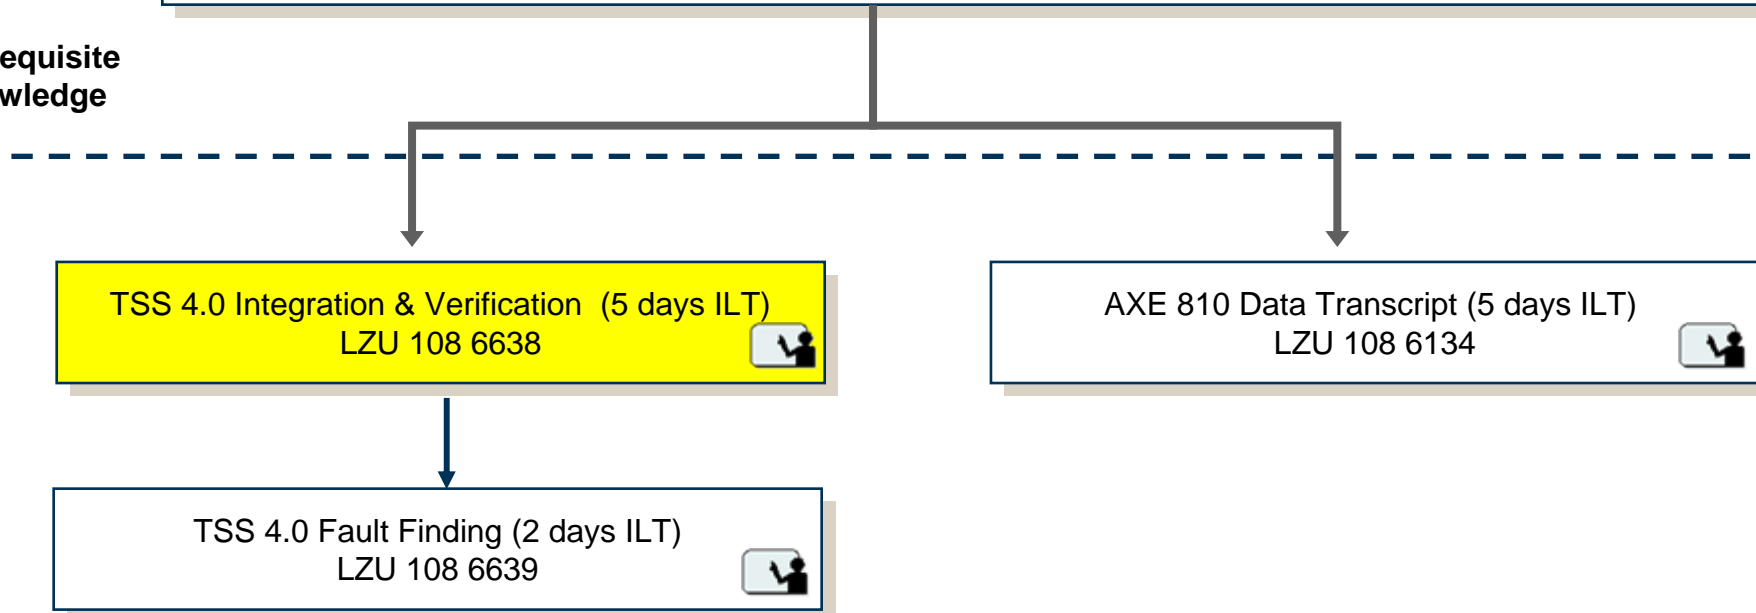 equisite
wledge
TSS 4.0 Integration & Verification  (5 days ILT)
LZU 108 6638
AXE 810 Data Transcript (5 days ILT)
LZU 108 6134
TSS 4.0 Fault Finding (2 days ILT)
LZU 108 6639